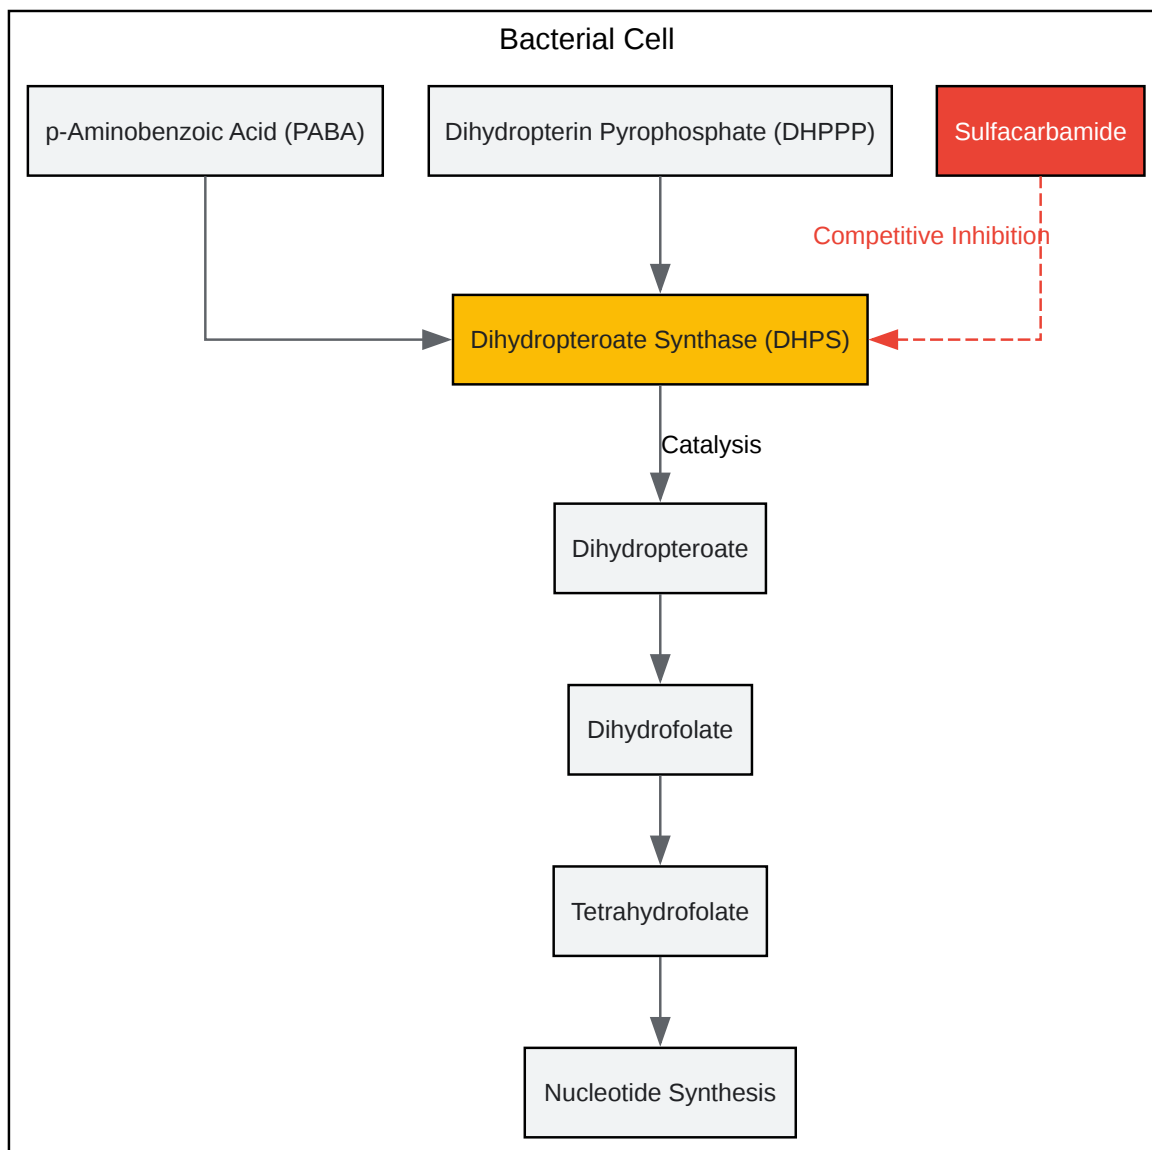 Bacterial Cell
p-Aminobenzoic Acid (PABA)
Dihydropterin Pyrophosphate (DHPPP)
Sulfacarbamide
Competitive Inhibition
Dihydropteroate Synthase (DHPS)
Catalysis
Dihydropteroate
Dihydrofolate
Tetrahydrofolate
Nucleotide Synthesis